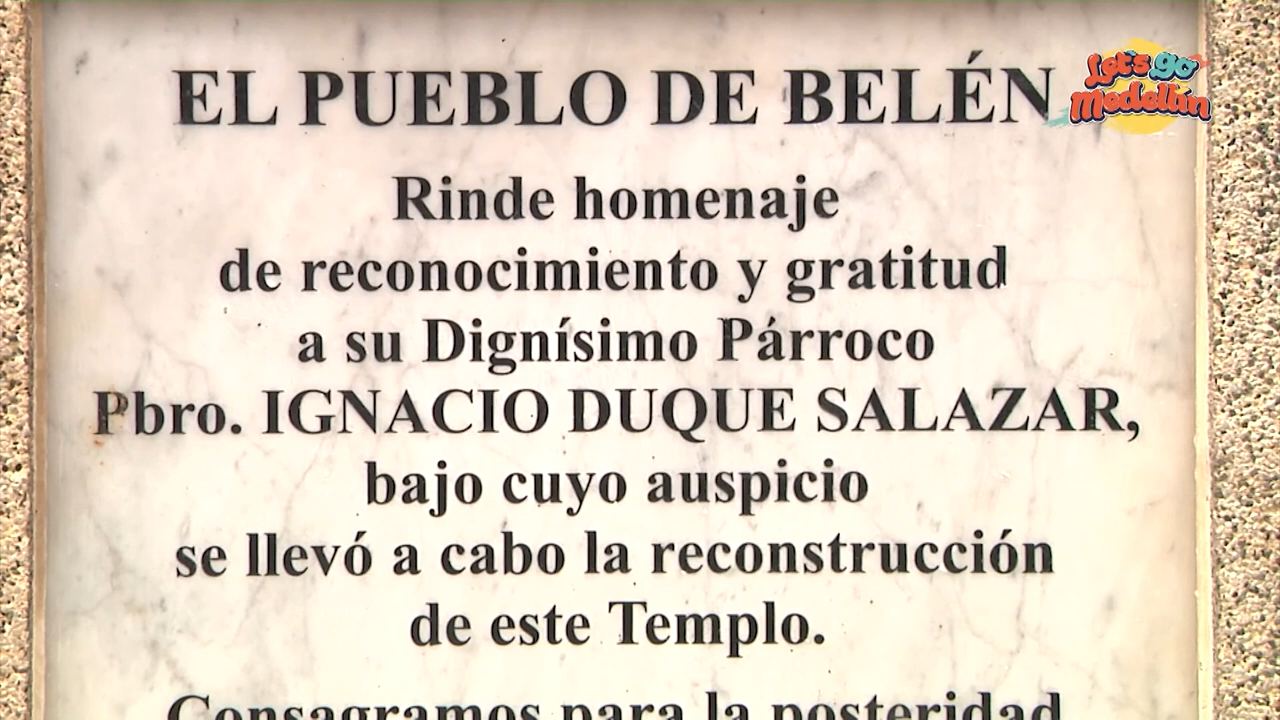 Let's go
Medellín
EL PUEBLO DE BELÉN
Rinde homenaje
de reconocimiento y gratitud
a su Dignísimo Párroco
Pbro. IGNACIO DUQUE SALAZAR,
bajo cuyo auspicio
se llevó a cabo la reconstrucción
de este Templo.
Consagramos para la posteridad